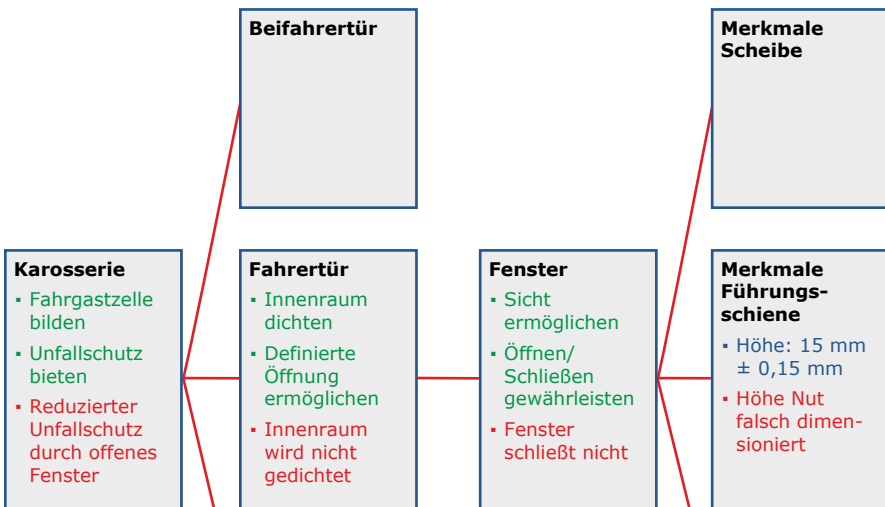 Beifahrertür
Merkmale
Scheibe
Karosserie
▪ Fahrgastzelle
bilden
▪ Unfallschutz
bieten
▪ Reduzierter
Unfallschutz
durch offenes
Fenster
Fahrertür
▪ Innenraum
dichten
▪ Definierte
Öffnung
ermöglichen
▪ Innenraum
wird nicht
gedichtet
Fenster
▪ Sicht
ermöglichen
▪ Öffnen/
Schließen
gewährleisten
▪ Fenster
schließt nicht
Merkmale
Führungs-
schiene
▪ Höhe: 15 mm
± 0,15 mm
▪ Höhe Nut
falsch dimen-
sioniert